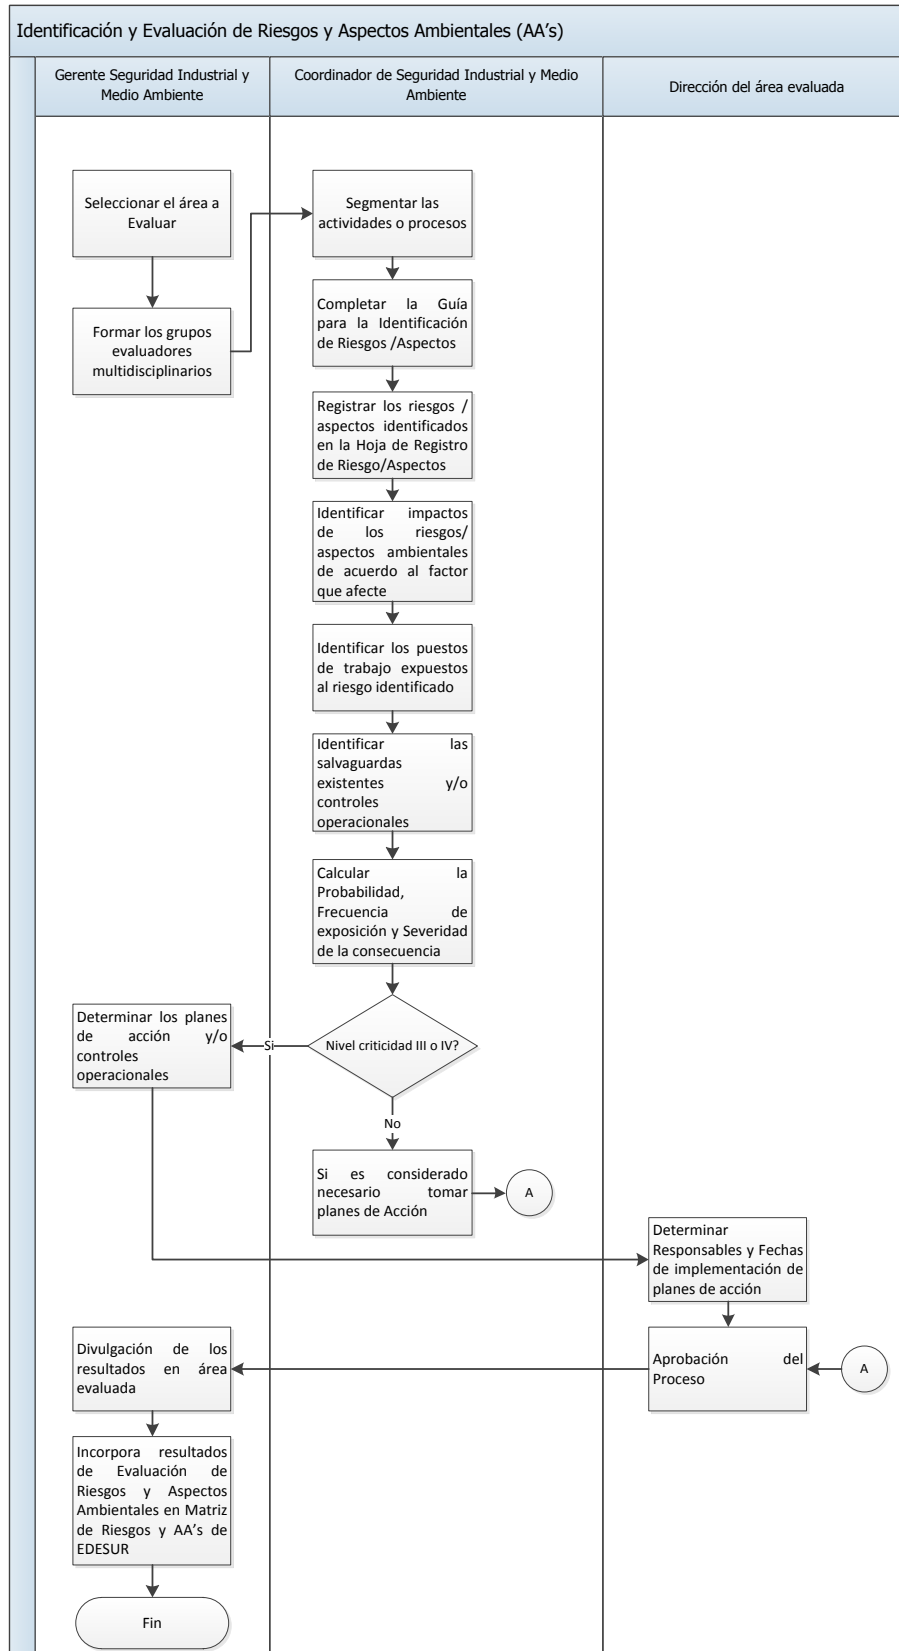 Identificación y Evaluación de Riesgos y Aspectos Ambientales (AA's)
Gerente Seguridad Industrial y
Medio Ambiente
Coordinador de Seguridad Industrial y Medio
Ambiente
Dirección del área evaluada
Seleccionar el área a
Evaluar
Segmentar las
actividades o procesos
Formar los grupos
evaluadores
multidisciplinarios
Completar la Guía
para la Identificación
de Riesgos /Aspectos
Registrar los riesgos /
aspectos identificados
en la Hoja de Registro
de Riesgo/Aspectos
Identificar impactos
de los riesgos/
aspectos ambientales
de acuerdo al factor
que afecte
Identificar los puestos
de trabajo expuestos
al riesgo identificado
Identificar las
salvaguardas
existentes y/o
controles
operacionales
Calcular la
Probabilidad,
Frecuencia de
exposición y Severidad
de la consecuencia
Nivel criticidad III o IV?
Si
Determinar los planes
de acción y/o
controles
operacionales
No
Si es considerado
necesario tomar
planes de Acción
A
Determinar
Responsables y Fechas
de implementación de
planes de acción
Aprobación del
Proceso
A
Divulgación de los
resultados en área
evaluada
Incorpora resultados
de Evaluación de
Riesgos y Aspectos
Ambientales en Matriz
de Riesgos y AA's de
EDESUR
Fin